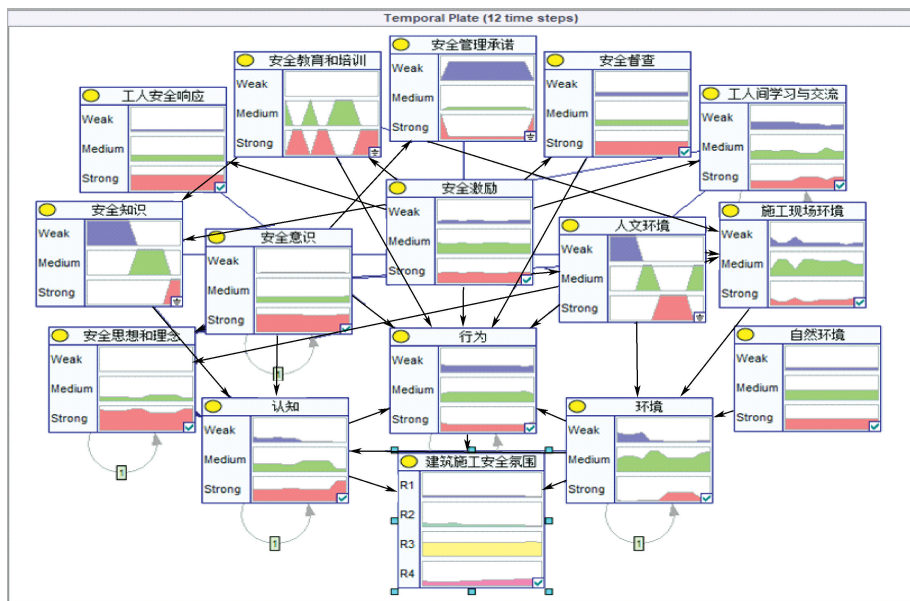 Temporal Plate (12 time steps)
安全管理承诺
Weak
Medium
Strong
安全教育和培训
Weak
Medium
Strong
安全督查
Weak
Medium
Strong
工人安全响应
Weak
Medium
Strong
工人间学习与交流
Weak
Medium
Strong
安全激励
Weak
Medium
Strong
安全知识
Weak
Medium
Strong
施工现场环境
Weak
Medium
Strong
人文环境
Weak
Medium
Strong
安全意识
Weak
Medium
Strong
安全思想和理念
Weak
Medium
Strong
行为
Weak
Medium
Strong
自然环境
Weak
Medium
Strong
认知
Weak
Medium
Strong
环境
Weak
Medium
Strong
建筑施工安全氛围
R1
R2
R3
R4
1
1
1
1